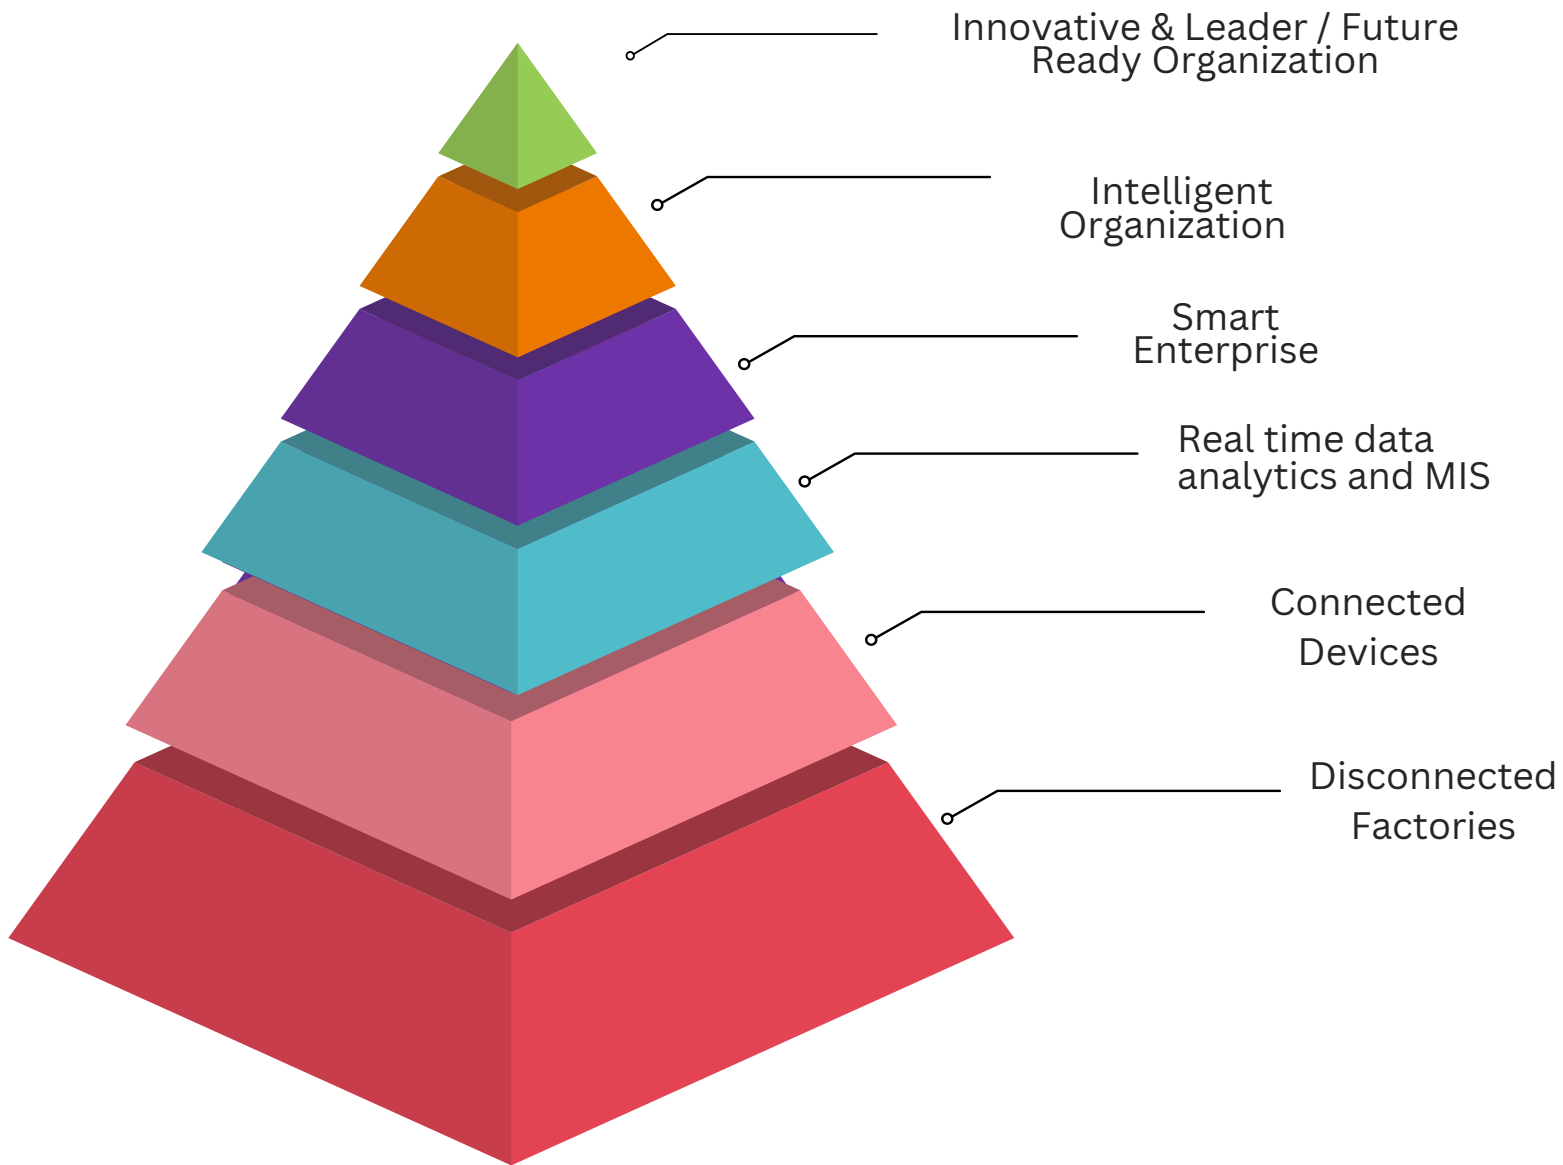 Innovative & Leader / Future
Ready Organization
Intelligent
Organization
Smart
Enterprise
Real time data
analytics and MIS
Connected
Devices
Disconnected
Factories